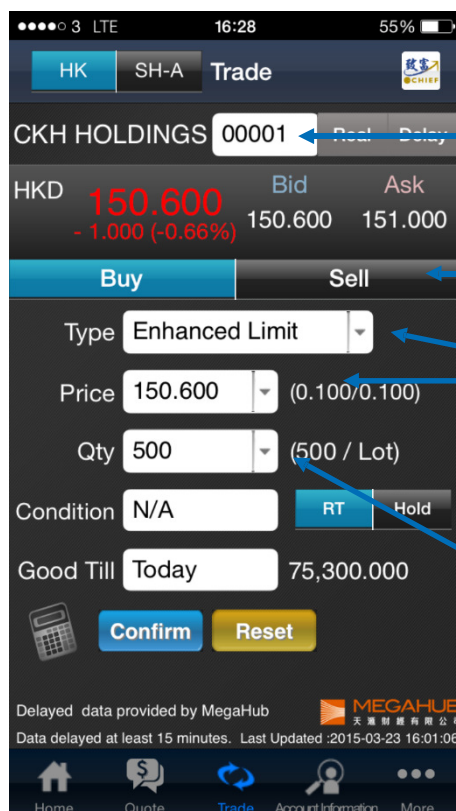 3 LTE 16:28 55%
HK SH-A Trade 致富 CHIEF
CKH HOLDINGS 00001 Real Delay
HKD 150.600 Bid Ask
- 1.000 (-0.66%) 150.600 151.000
Buy Sell
Type Enhanced Limit
Price 150.600 (0.100/0.100)
Qty 500 (500 / Lot)
Condition N/A RT Hold
Good Till Today 75,300.000
Confirm Reset
Delayed data provided by MegaHub MEGAHUB
天滙財經有限公司
Data delayed at least 15 minutes. Last Updated :2015-03-23 16:01:06
Home Quote Trade Account Information More